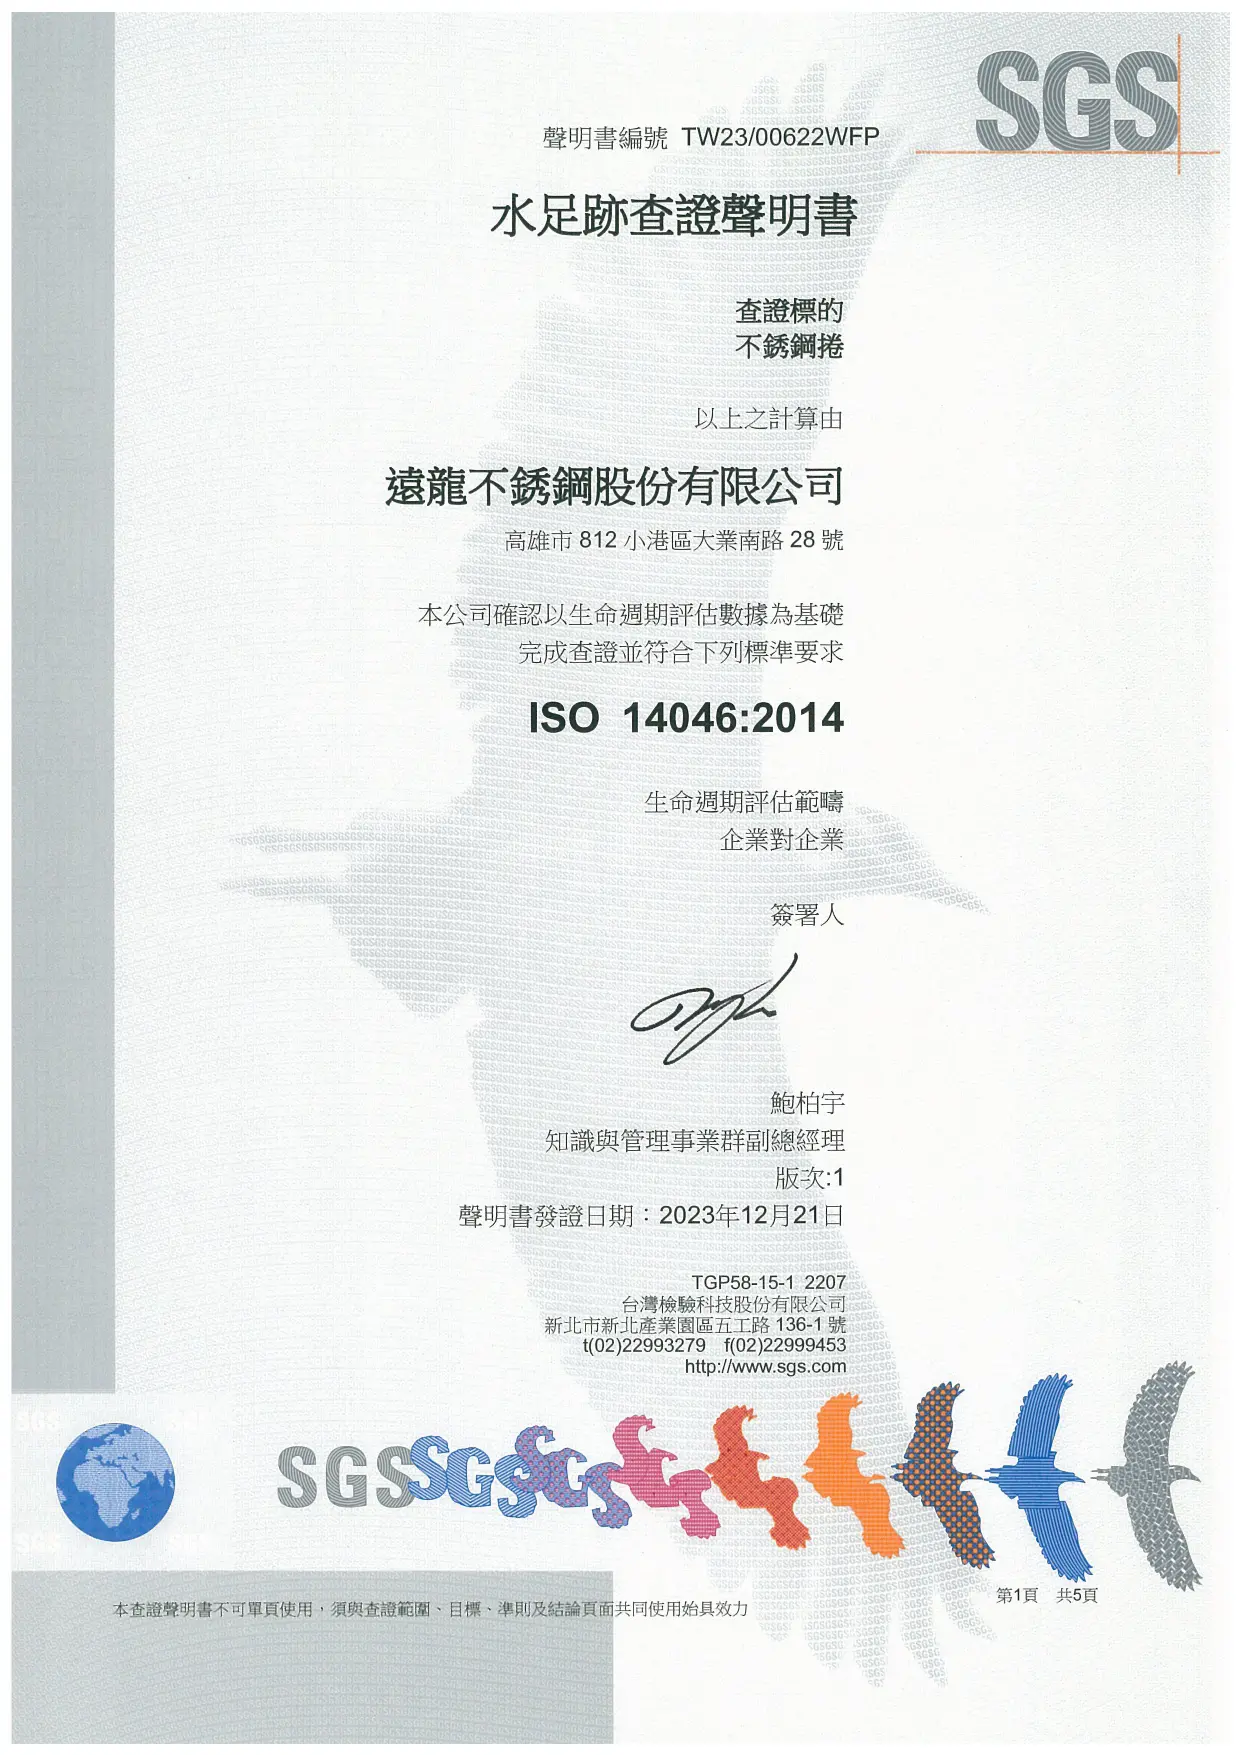 SGS
聲明書編號 TW23/00622WFP
水足跡查證聲明書
查證標的
不銹鋼捲
以上之計算由
遠龍不銹鋼股份有限公司
高雄市 812 小港區大業南路 28 號
本公司確認以生命週期評估數據為基礎
完成查證並符合下列標準要求
ISO 14046:2014
生命週期評估範疇
企業對企業
簽署人
鮑柏宇
知識與管理事業群副總經理
版次:1
聲明書發證日期：2023年12月21日
TGP58-15-1 2207
台灣檢驗科技股份有限公司
新北市新北產業園區五工路 136-1 號
t(02)22993279 f(02)22999453
http://www.sgs.com
SGS SGS SGS
第1頁 共5頁
本查證聲明書不可單頁使用，須與查證範圍、目標、準則及結論頁面共同使用始具效力